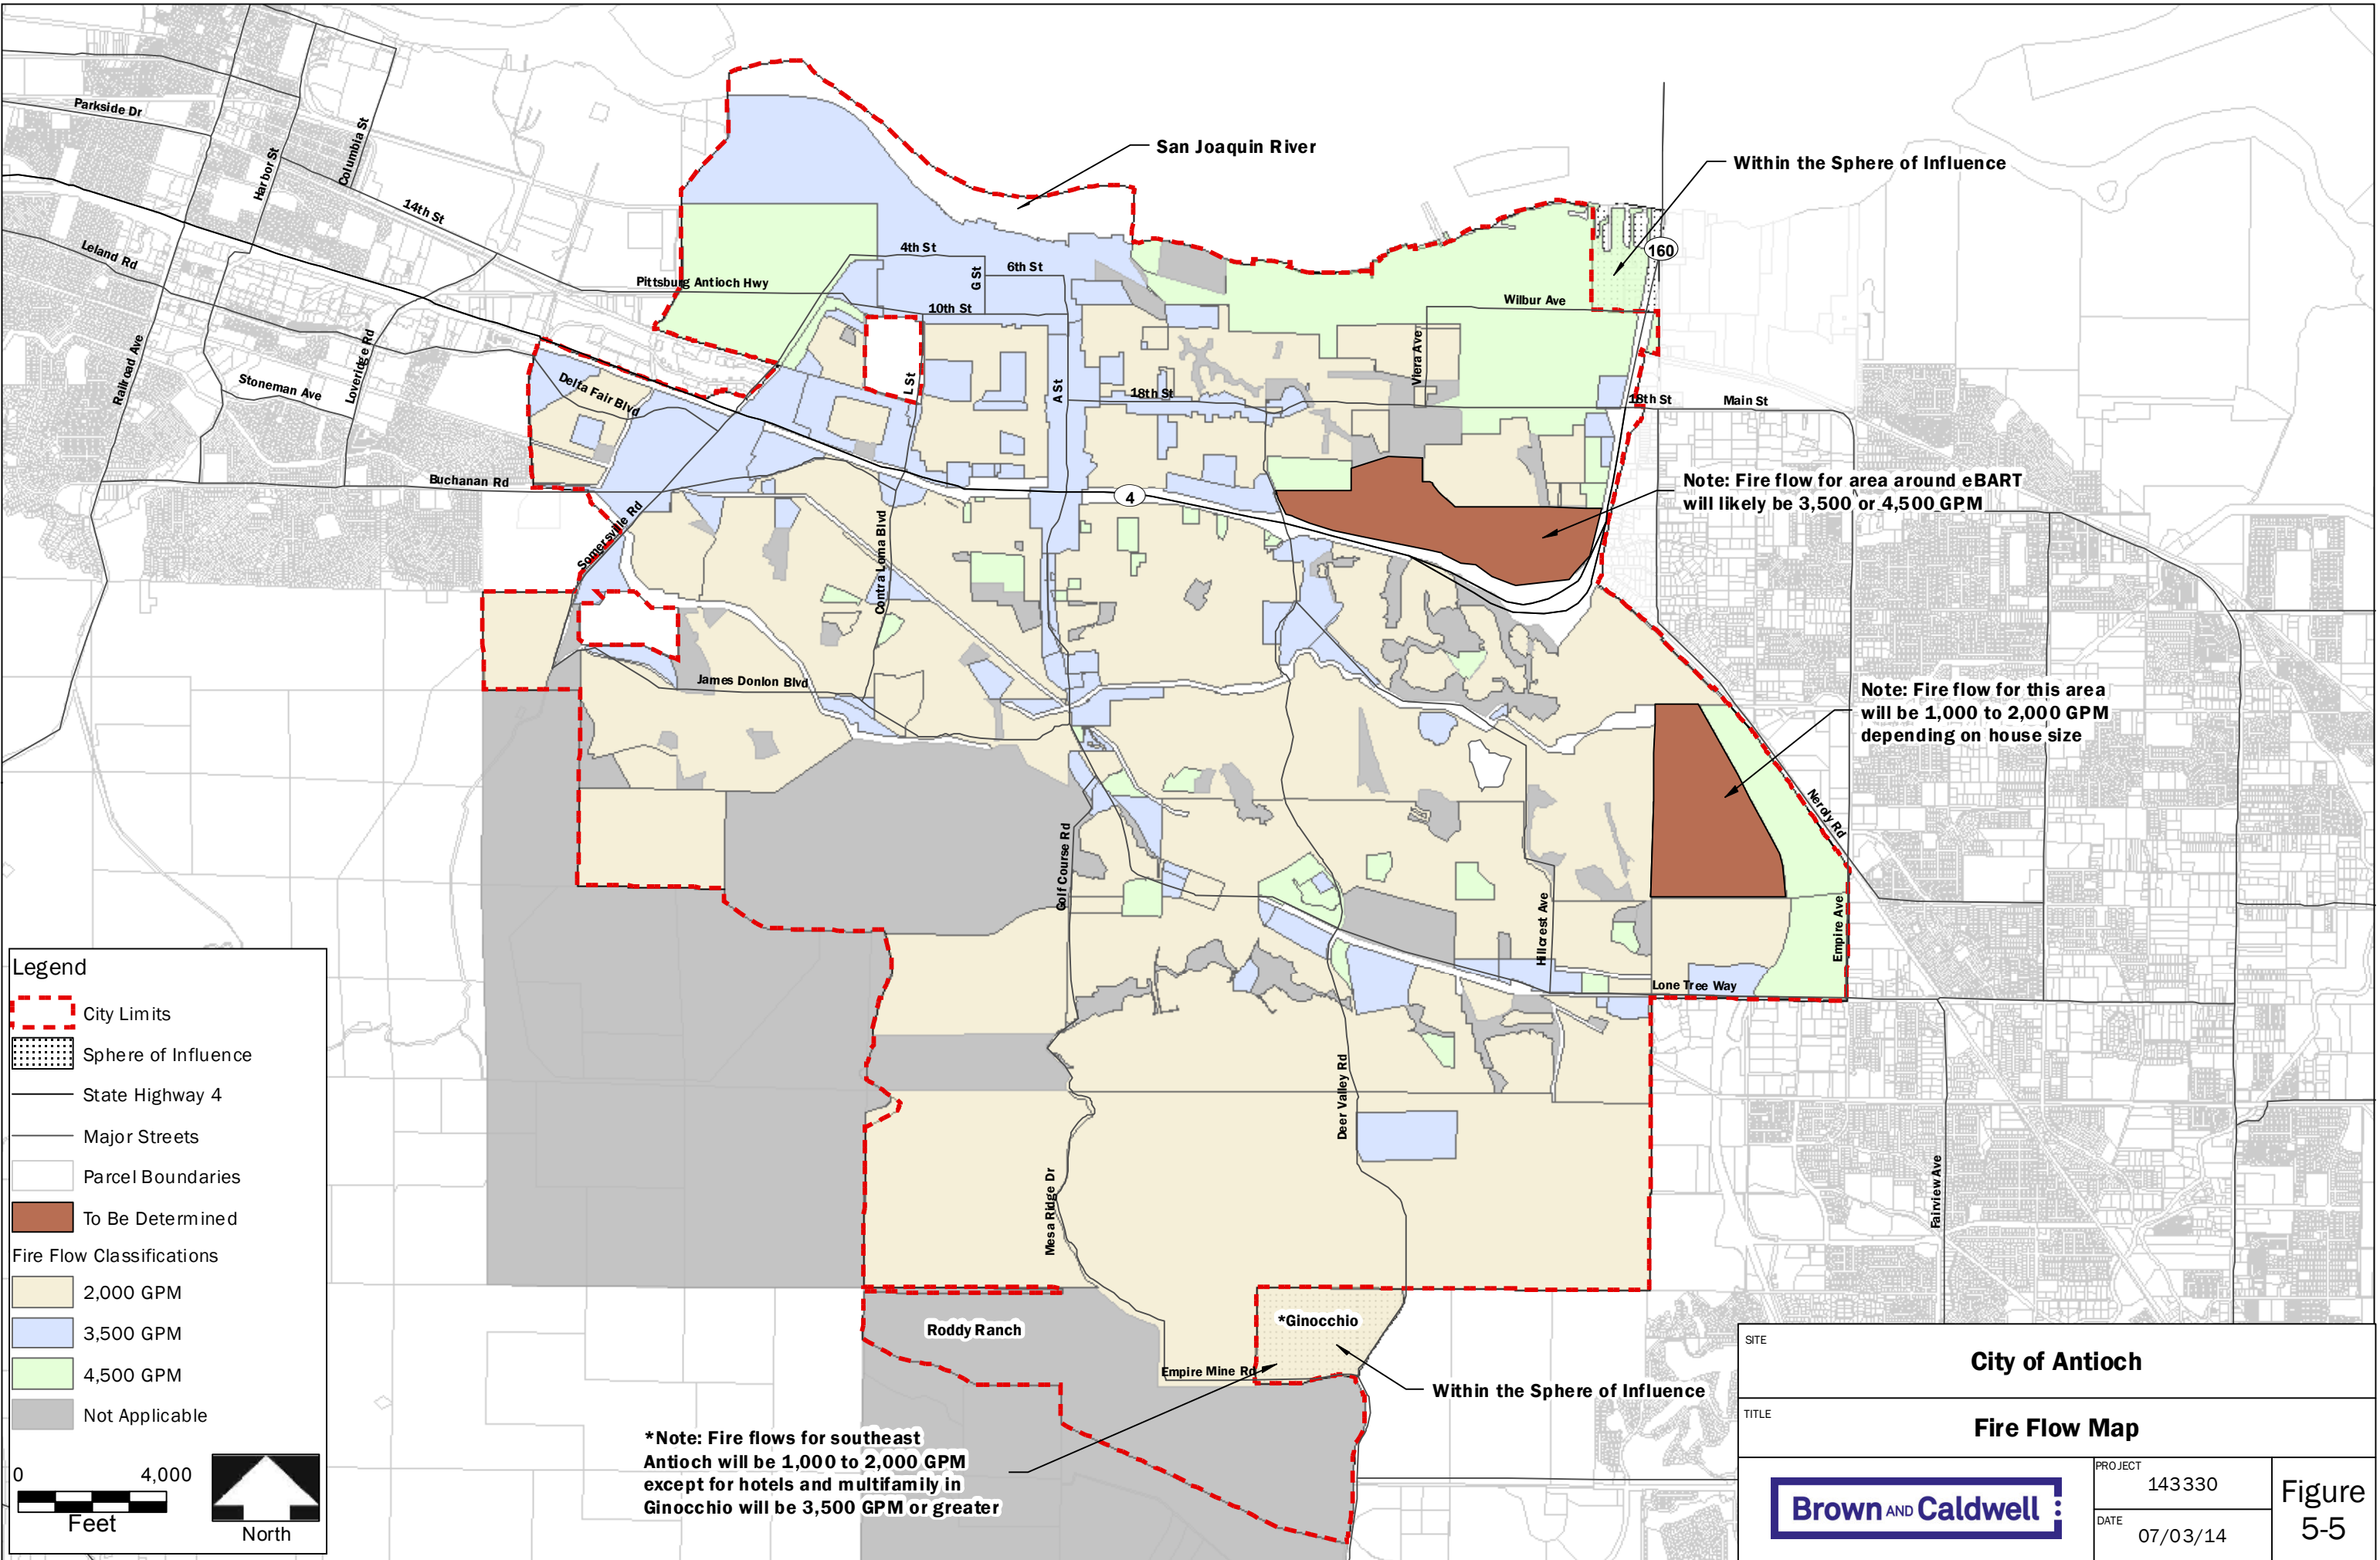 Parkside Dr
Harbor St
Columbia St
14th St
Leland Rd
Railroad Ave
Stoneman Ave
Loveridge Rd
Buchanan Rd
Delta Fair Blvd
Somersville Rd
Pittsburg Antioch Hwy
4th St
6th St
G St
10th St
L St
A St
18th St
San Joaquin River
Within the Sphere of Influence
160
Wilbur Ave
Viera Ave
18th St
Main St
4
Note: Fire flow for area around eBART
will likely be 3,500 or 4,500 GPM
Contra Loma Blvd
James Donlon Blvd
Note: Fire flow for this area
will be 1,000 to 2,000 GPM
depending on house size
Neroly Rd
Golf Course Rd
Hillcrest Ave
Empire Ave
Lone Tree Way
Deer Valley Rd
Mesa Ridge Dr
Fairview Ave
Roddy Ranch
*Ginocchio
Empire Mine Rd
Within the Sphere of Influence
*Note: Fire flows for southeast
Antioch will be 1,000 to 2,000 GPM
except for hotels and multifamily in
Ginocchio will be 3,500 GPM or greater
Legend
City Limits
Sphere of Influence
State Highway 4
Major Streets
Parcel Boundaries
To Be Determined
Fire Flow Classifications
2,000 GPM
3,500 GPM
4,500 GPM
Not Applicable
0 4,000
Feet
North
SITE
City of Antioch
TITLE
Fire Flow Map
Brown AND Caldwell
PROJECT
143330
DATE
07/03/14
Figure
5-5